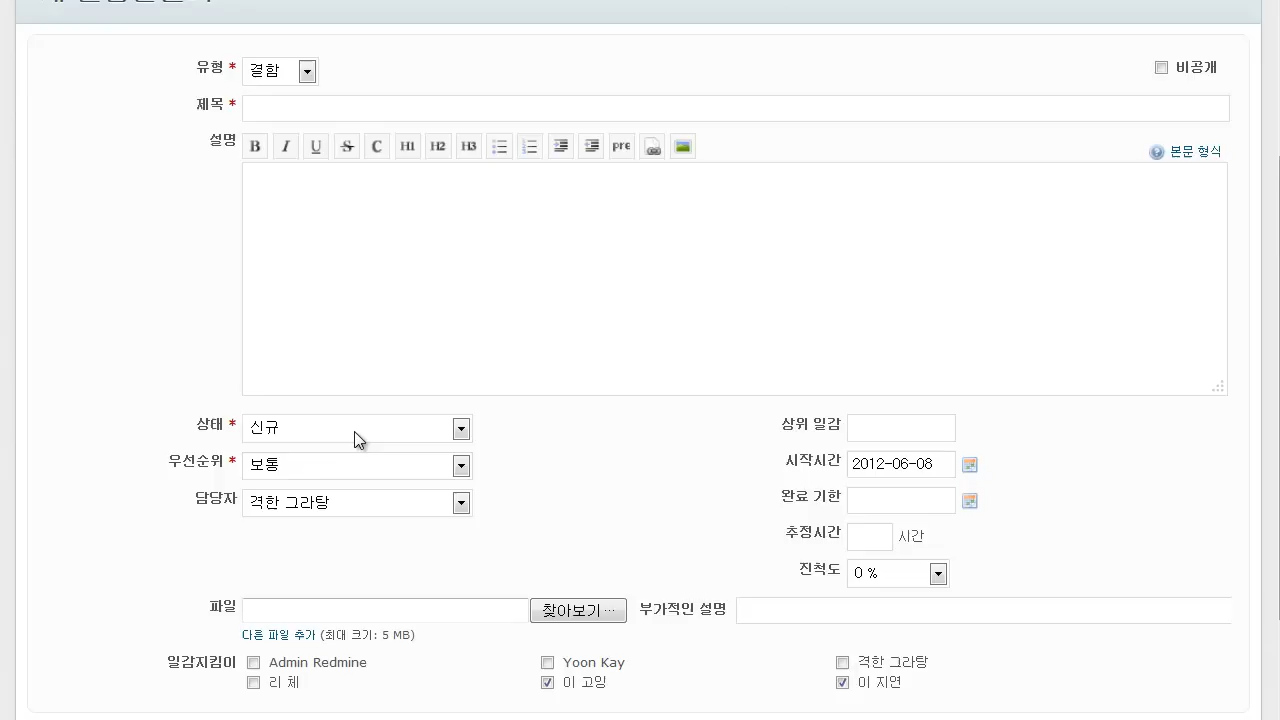 유형 * 결함 비공개
제목 *
설명 B I U S C H1 H2 H3 pre 본문 형식
상태 * 신규 상위 일감
우선순위 * 보통 시작시간 2012-06-08
담당자 격한 그라탕 완료 기한
추정시간 시간
진척도 0 %
파일 찾아보기... 부가적인 설명
다른 파일 추가 (최대 크기: 5 MB)
일감지킴이 Admin Redmine Yoon Kay 격한 그라탕
리 체 이 고잉 이 지연